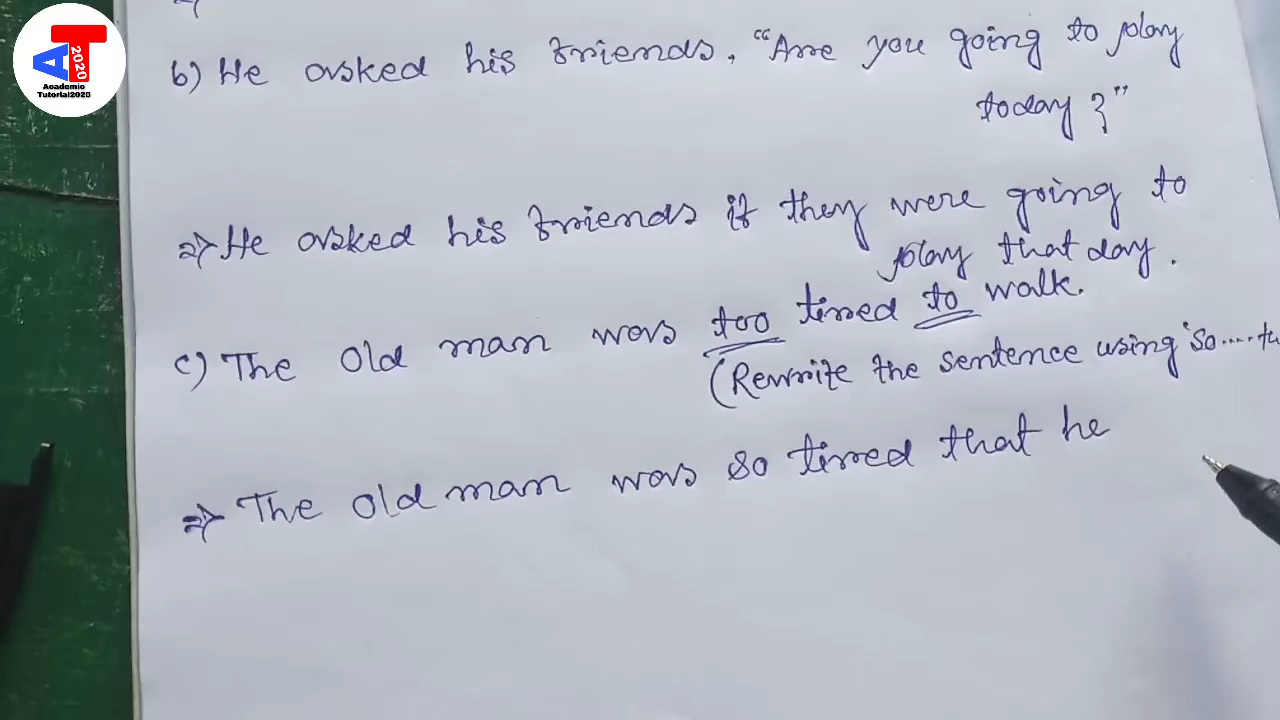 AT
2020
Academic
Tutorial2020
b) He asked his friends, "Are you going to play
today?"
⇒ He asked his friends if they were going to
play that day.
c) The old man was too tired to walk.
(Rewrite the sentence using 'so....
⇒ The old man was so tired that he